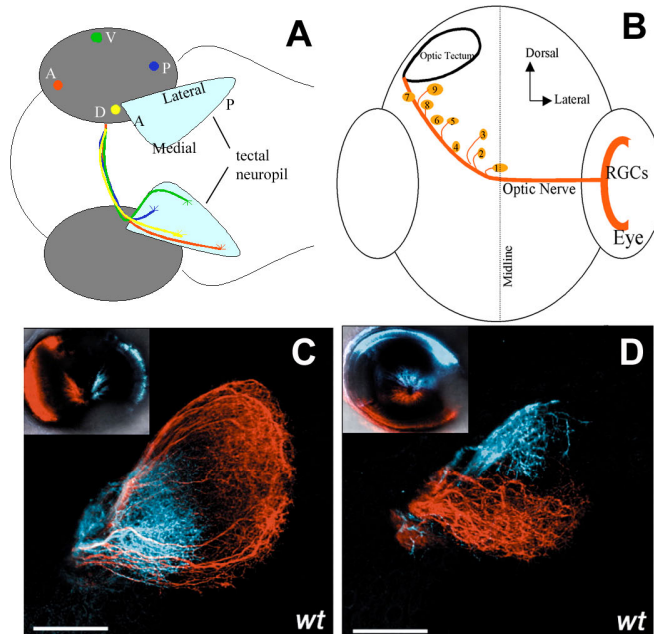 A
V
A
P
D
A
Lateral
P
Medial
tectal
neuropil
B
Optic Tectum
Dorsal
Lateral
7
9
8
6
5
3
4
2
1
Optic Nerve
RGCs
Eye
Midline
C
wt
D
wt